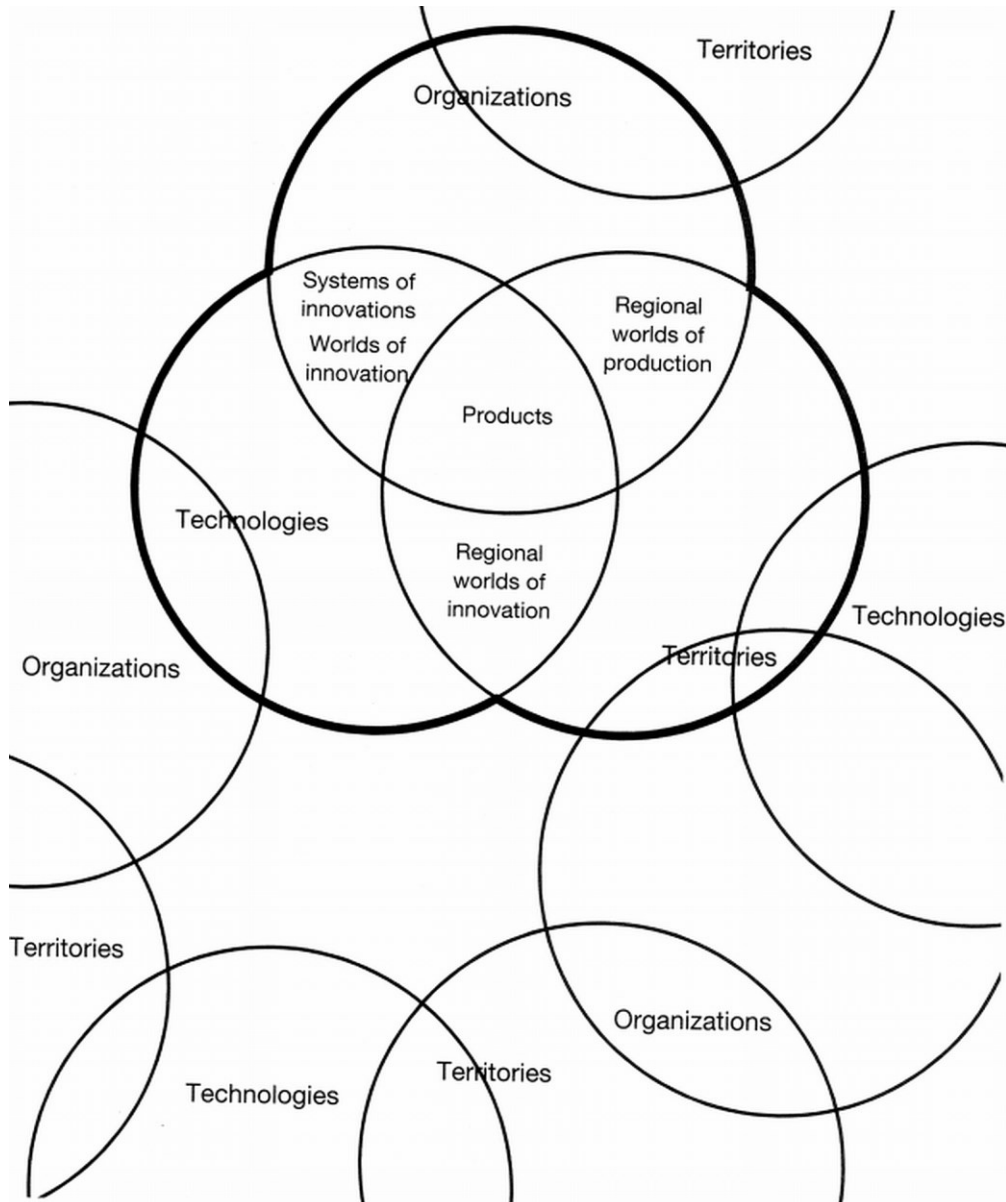 Territories
Organizations
Systems of
innovations
Worlds of
innovation
Regional
worlds of
production
Products
Technologies
Regional
worlds of
innovation
Technologies
Territories
Organizations
Territories
Organizations
Territories
Technologies